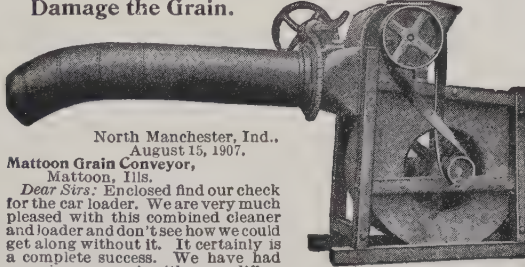 Damage the Grain.
North Manchester, Ind.,
August 15, 1907.
Mattoon Grain Conveyor,
Mattoon, Ills.
Dear Sirs: Enclosed find our check
for the car loader. We are very much
pleased with this combined cleaner
and loader and don't see how we could
get along without it. It certainly is
a complete success. We have had